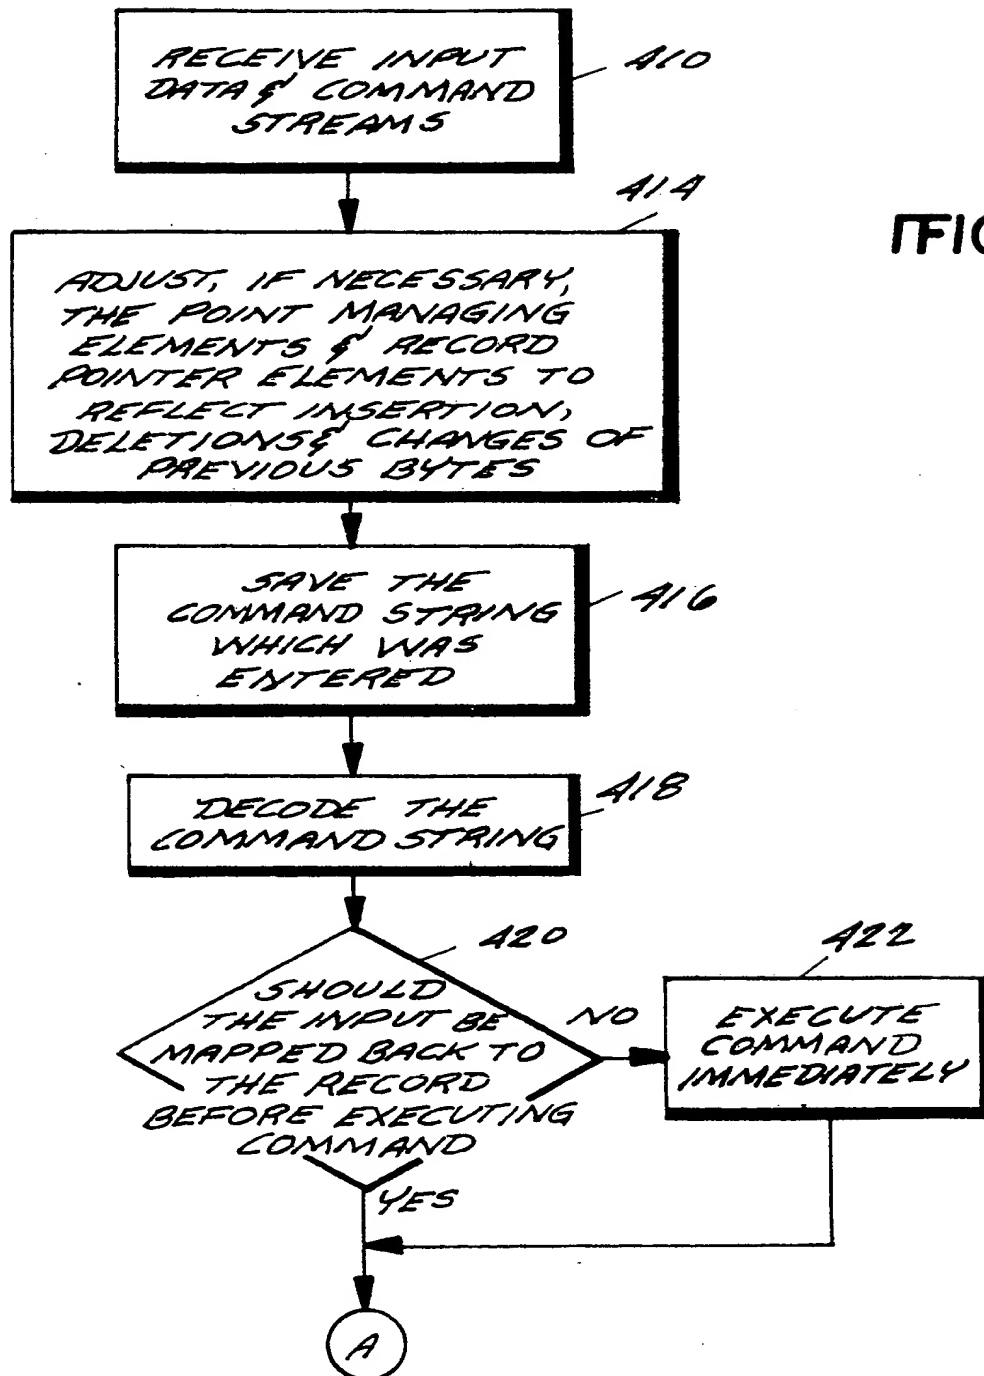 RECEIVE INPUT
DATA & COMMAND
STREAMS
410
414
FIG
ADJUST, IF NECESSARY,
THE POINT MANAGING
ELEMENTS & RECORD
POINTER ELEMENTS TO
REFLECT INSERTION,
DELETIONS & CHANGES OF
PREVIOUS BYTES
SAVE THE
COMMAND STRING
WHICH WAS
ENTERED
416
DECODE THE
COMMAND STRING
418
420
SHOULD
THE INPUT BE
MAPPED BACK TO
THE RECORD
BEFORE EXECUTING
COMMAND
NO
422
EXECUTE
COMMAND
IMMEDIATELY
YES
A